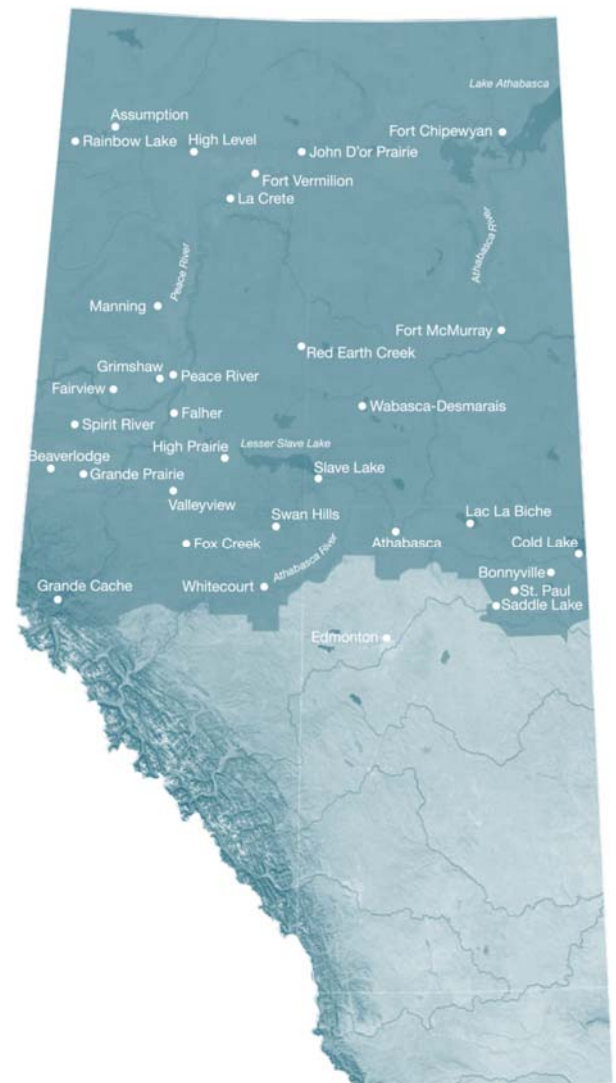 Lake Athabasca
Assumption
Fort Chipewyan
Rainbow Lake
High Level
John D'or Prairie
Fort Vermilion
La Crete
Athabasca River
Peace River
Manning
Fort McMurray
Red Earth Creek
Grimshaw
Peace River
Fairview
Wabasca-Desmarais
Falher
Spirit River
High Prairie
Lesser Slave Lake
Beaverlodge
Grande Prairie
Slave Lake
Valleyview
Lac La Biche
Swan Hills
Fox Creek
Athabasca
Cold Lake
Athabasca River
Bonnyville
Grande Cache
Whitecourt
St. Paul
Saddle Lake
Edmonton